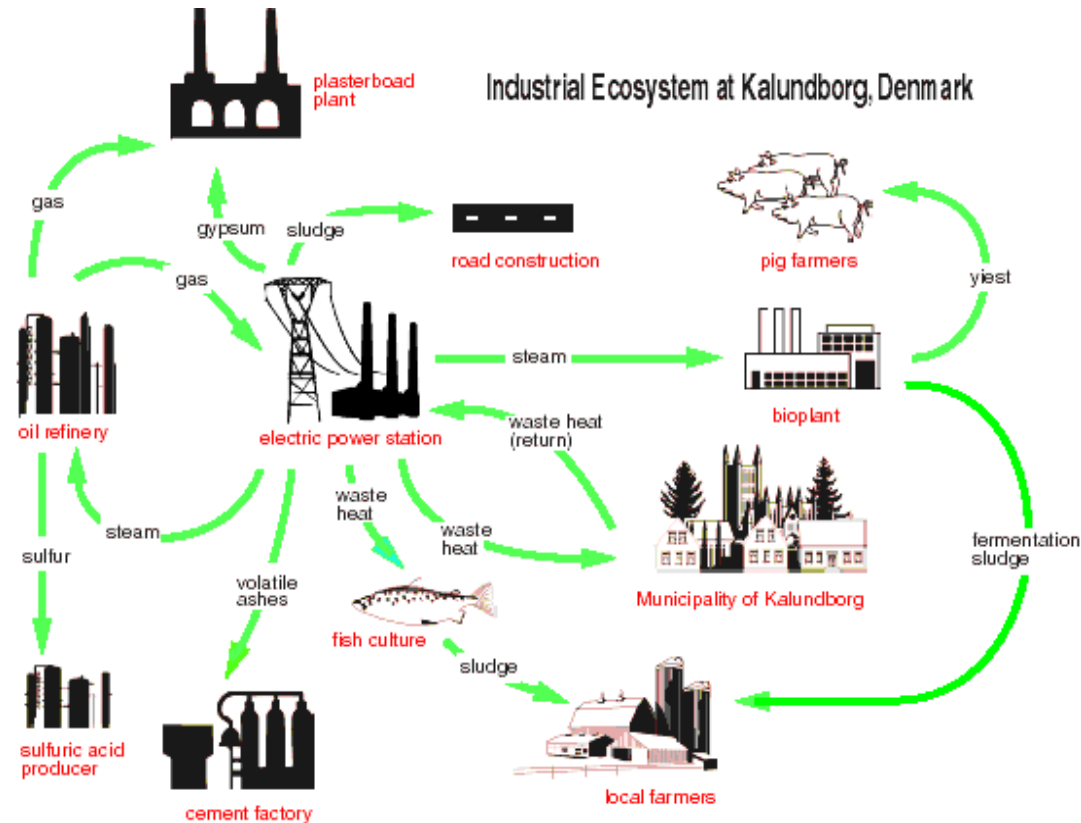 plasterboad
plant
Industrial Ecosystem at Kalundborg, Denmark
gas
gypsum
sludge
road construction
pig farmers
yiest
gas
steam
bioplant
oil refinery
electric power station
waste heat
(return)
steam
waste
heat
waste
heat
sulfur
fermentation
sludge
volatile
ashes
Municipality of Kalundborg
fish culture
sludge
sulfuric acid
producer
local farmers
cement factory